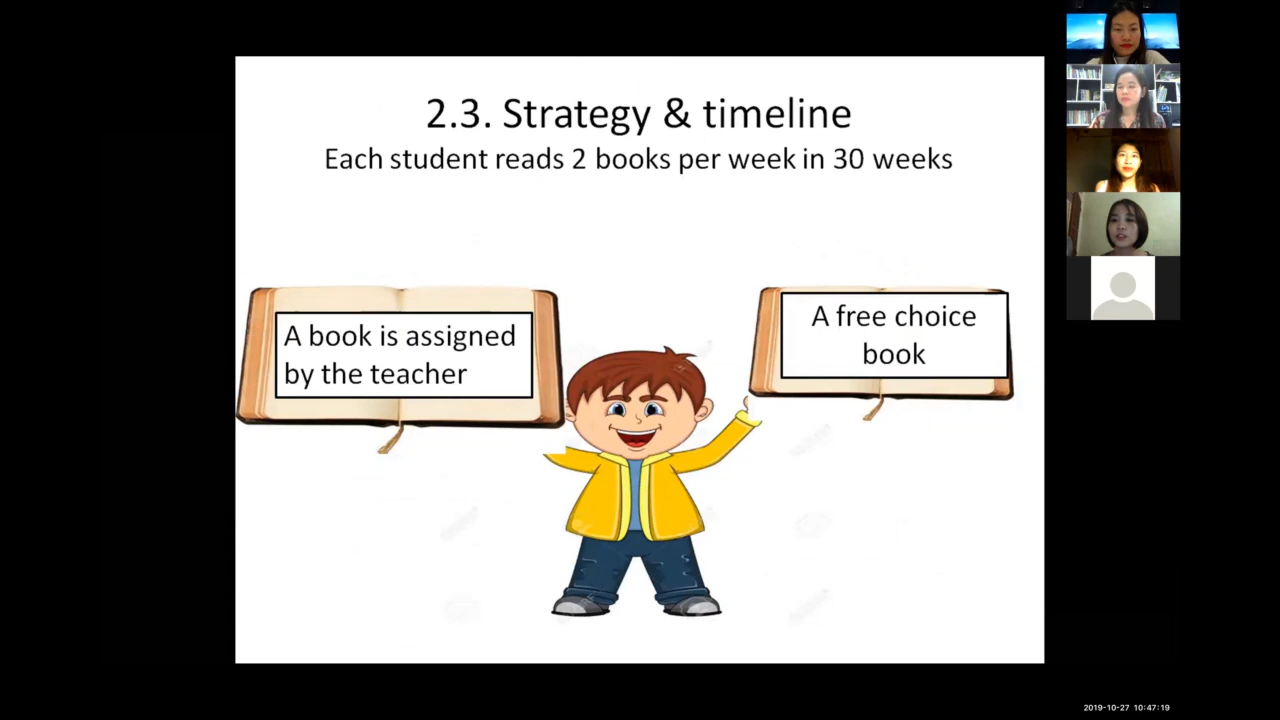 2.3. Strategy & timeline
Each student reads 2 books per week in 30 weeks
A book is assigned
by the teacher
A free choice
book
2019-10-27 10:47:19